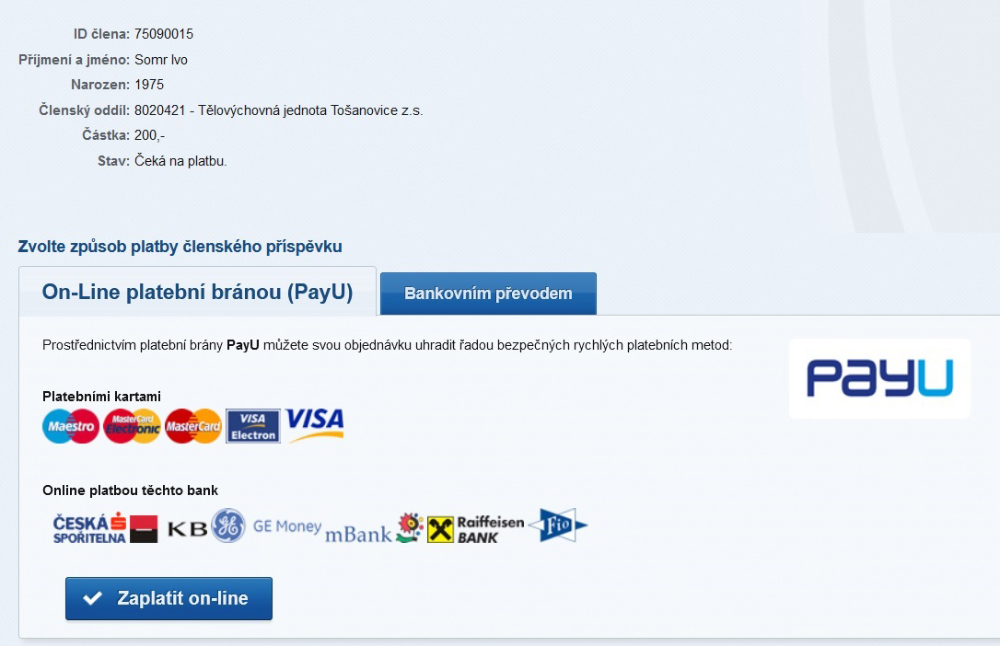 ID člena: 75090015
Příjmení a jméno: Somr Ivo
Narozen: 1975
Členský oddíl: 8020421 - Tělovýchovná jednota Tošanovice z.s.
Částka: 200,-
Stav: Čeká na platbu.
Zvolte způsob platby členského příspěvku
On-Line platební bránou (PayU) Bankovním převodem
Prostřednictvím platební brány PayU můžete svou objednávku uhradit řadou bezpečných rychlých platebních metod:
PayU
Platebními kartami
Maestro MasterCard Electronic MasterCard VISA Electron VISA
Online platbou těchto bank
ČESKÁ SPOŘITELNA KB GE GE Money mBank Raiffeisen BANK Fio
Zaplatit on-line